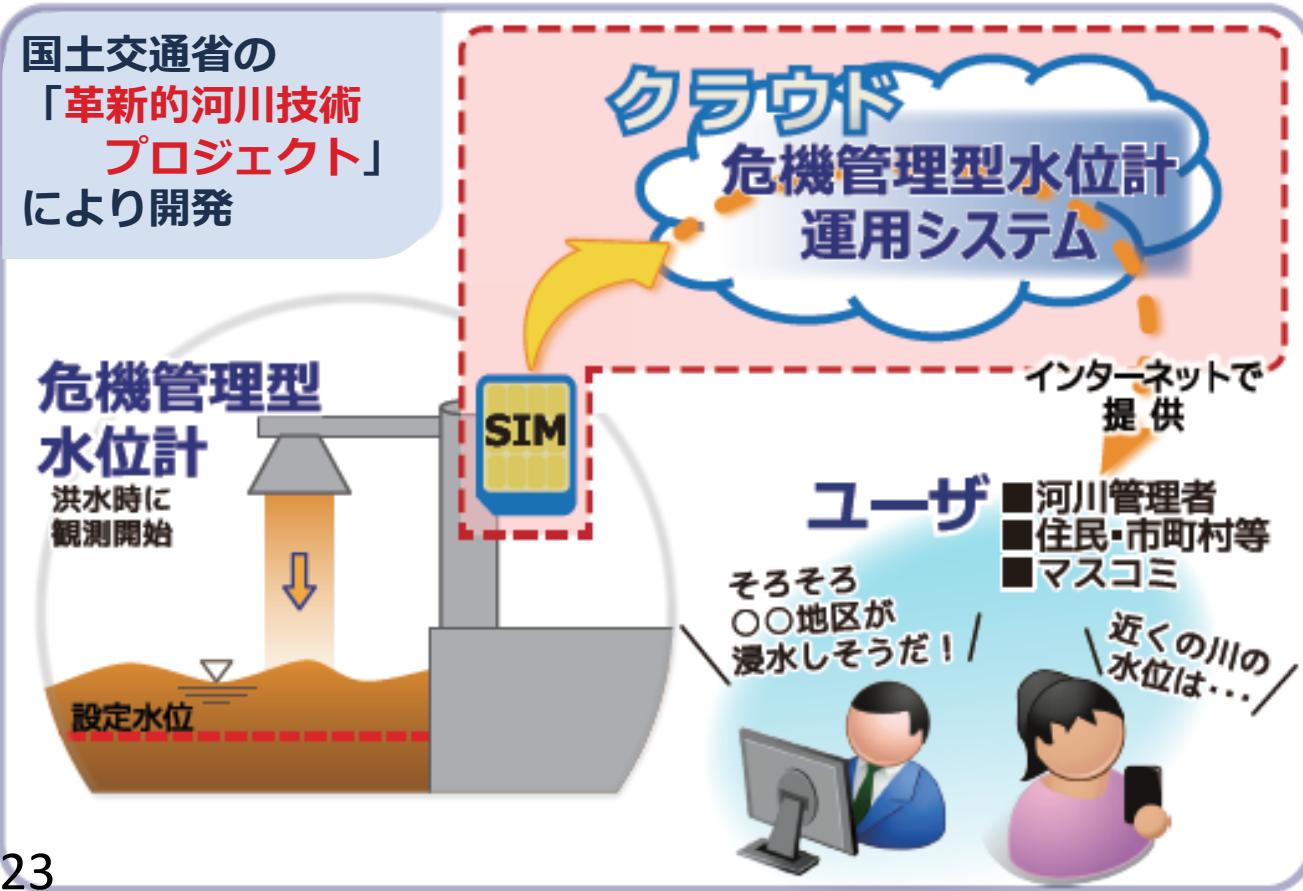 国土交通省の
「革新的河川技術
プロジェクト」
により開発
クラウド
危機管理型水位計
運用システム
危機管理型
水位計
洪水時に
観測開始
SIM
設定水位
インターネットで
提供
ユーザ
■河川管理者
■住民・市町村等
■マスコミ
そろそろ
○○地区が
浸水しそうだ！
近くの川の
水位は・・・
23